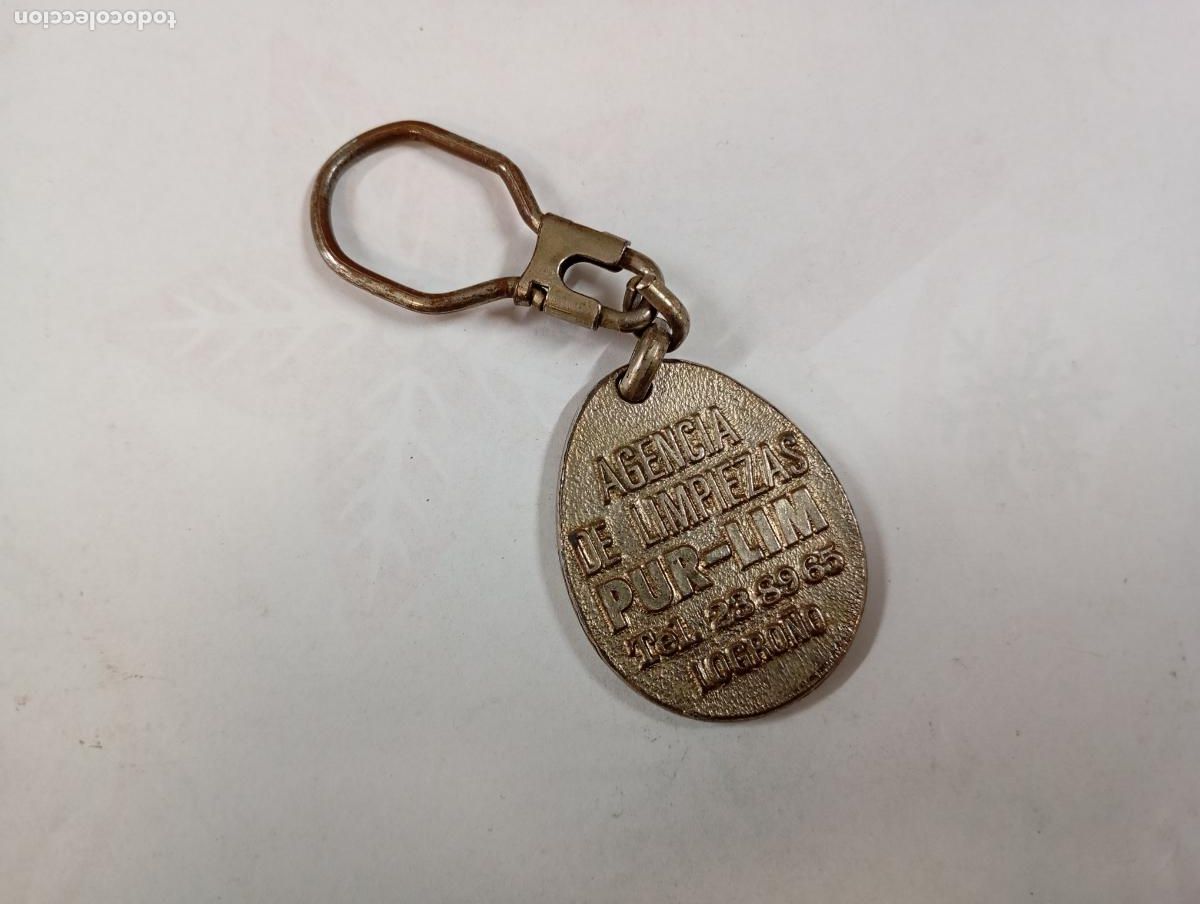 todocoleccion
AGENCIA
DE LIMPIEZAS
PUR-LIM
Tel. 23 89 65
LOGROÑO